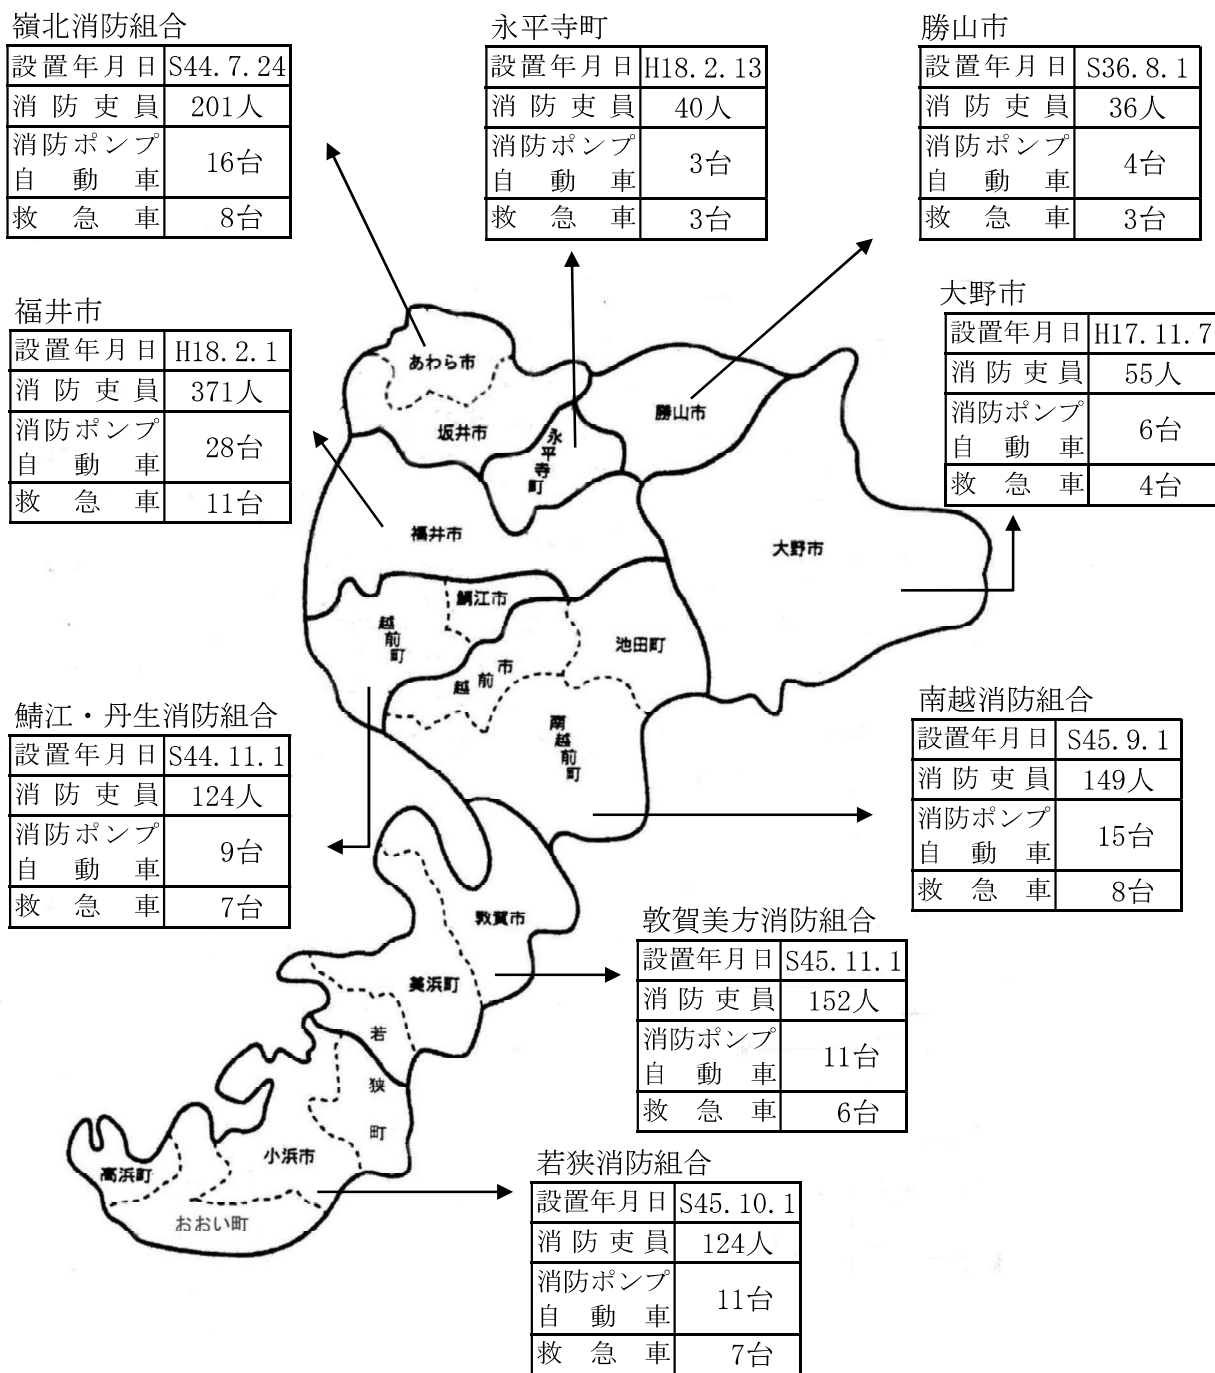 嶺北消防組合
設置年月日 S44.7.24
消防吏員 201人
消防ポンプ
自動車 16台
救急車 8台
永平寺町
設置年月日 H18.2.13
消防吏員 40人
消防ポンプ
自動車 3台
救急車 3台
勝山市
設置年月日 S36.8.1
消防吏員 36人
消防ポンプ
自動車 4台
救急車 3台
福井市
設置年月日 H18.2.1
消防吏員 371人
消防ポンプ
自動車 28台
救急車 11台
大野市
設置年月日 H17.11.7
消防吏員 55人
消防ポンプ
自動車 6台
救急車 4台
あわら市
坂井市
永平寺町
勝山市
福井市
大野市
鯖江市
越前町
池田町
越前市
南越前町
鯖江・丹生消防組合
設置年月日 S44.11.1
消防吏員 124人
消防ポンプ
自動車 9台
救急車 7台
南越消防組合
設置年月日 S45.9.1
消防吏員 149人
消防ポンプ
自動車 15台
救急車 8台
敦賀市
美浜町
若狭町
小浜市
高浜町
おおい町
敦賀美方消防組合
設置年月日 S45.11.1
消防吏員 152人
消防ポンプ
自動車 11台
救急車 6台
若狭消防組合
設置年月日 S45.10.1
消防吏員 124人
消防ポンプ
自動車 11台
救急車 7台